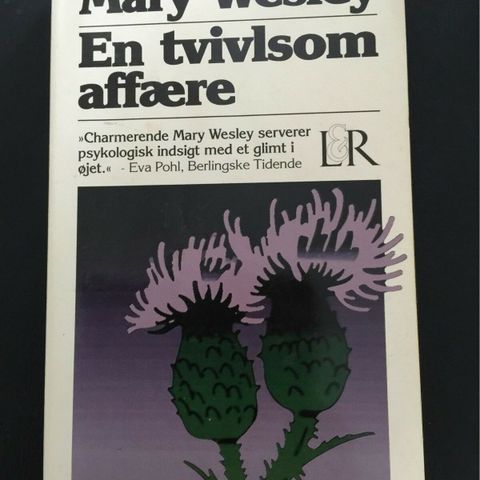 Mary Wesley
En tvivlsom
affære
»Charmerende Mary Wesley serverer
psykologisk indsigt med et glimt i
øjet.« - Eva Pohl, Berlingske Tidende
L&R